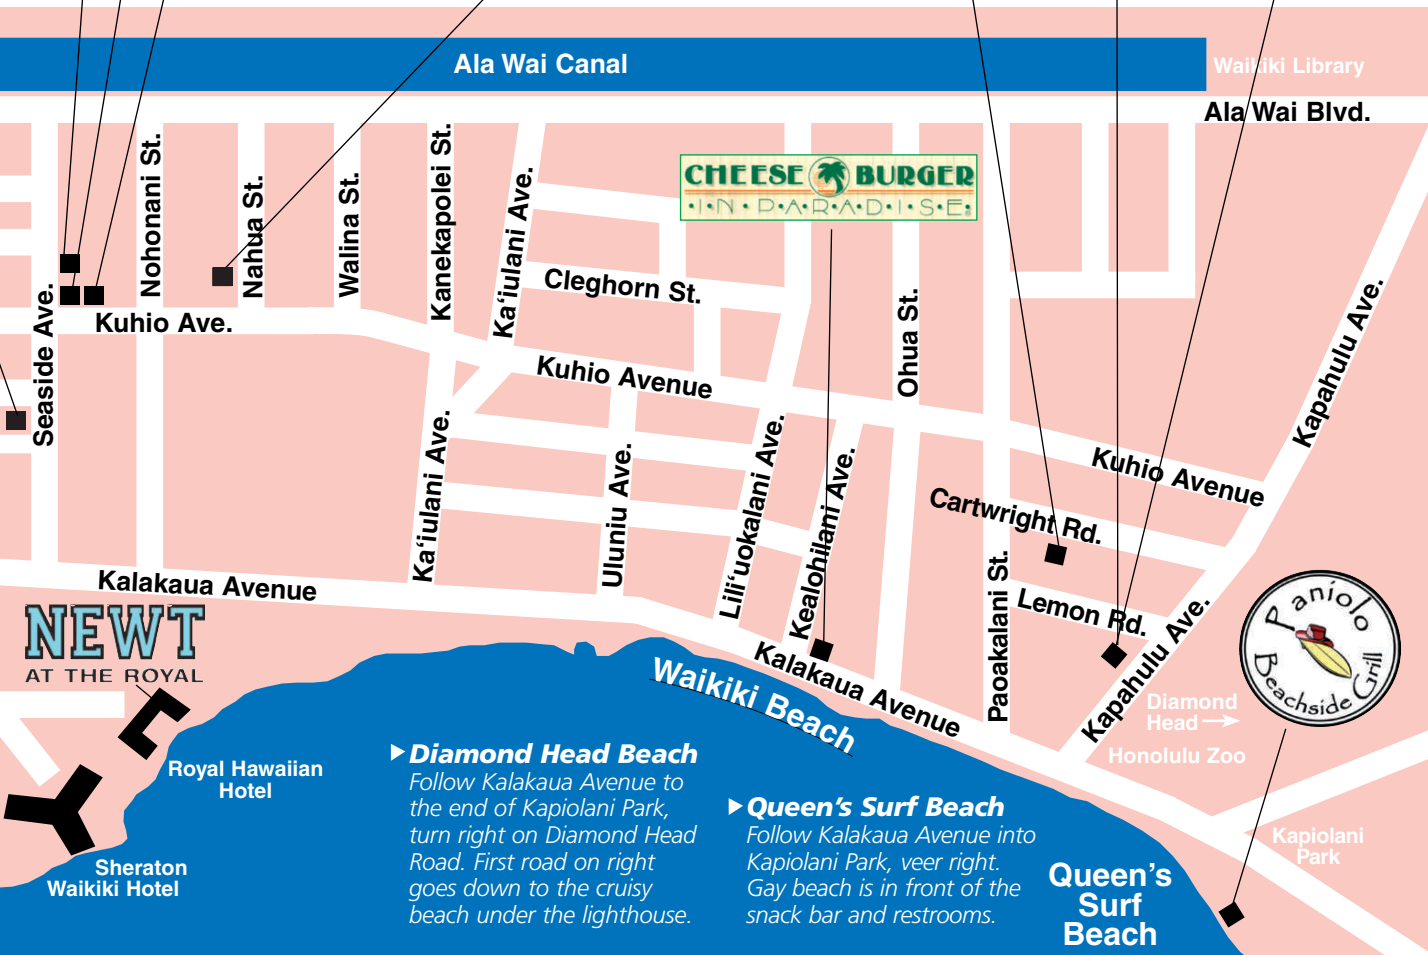 Ala Wai Canal
Waikiki Library
Ala Wai Blvd.
Nohonani St.
Nahua St.
Walina St.
Kanekapolei St.
Ka‘iulani Ave.
CHEESE BURGER
•I•N• P•A•R•A•D•I•S•E•
Cleghorn St.
Seaside Ave.
Kuhio Ave.
Kuhio Avenue
Ohua St.
Kapahulu Ave.
Ka‘iulani Ave.
Uluniu Ave.
Lili‘uokalani Ave.
Kealohilani Ave.
Kuhio Avenue
Cartwright Rd.
Paoakalani St.
Lemon Rd.
Kapahulu Ave.
Kalakaua Avenue
NEWT
AT THE ROYAL
Paniolo
Beachside Grill
Waikiki Beach
Kalakaua Avenue
Diamond
Head
Honolulu Zoo
Royal Hawaiian
Hotel
Sheraton
Waikiki Hotel
Diamond Head Beach
Follow Kalakaua Avenue to
the end of Kapiolani Park,
turn right on Diamond Head
Road. First road on right
goes down to the cruisy
beach under the lighthouse.
Queen’s Surf Beach
Follow Kalakaua Avenue into
Kapiolani Park, veer right.
Gay beach is in front of the
snack bar and restrooms.
Queen’s
Surf
Beach
Kapiolani
Park